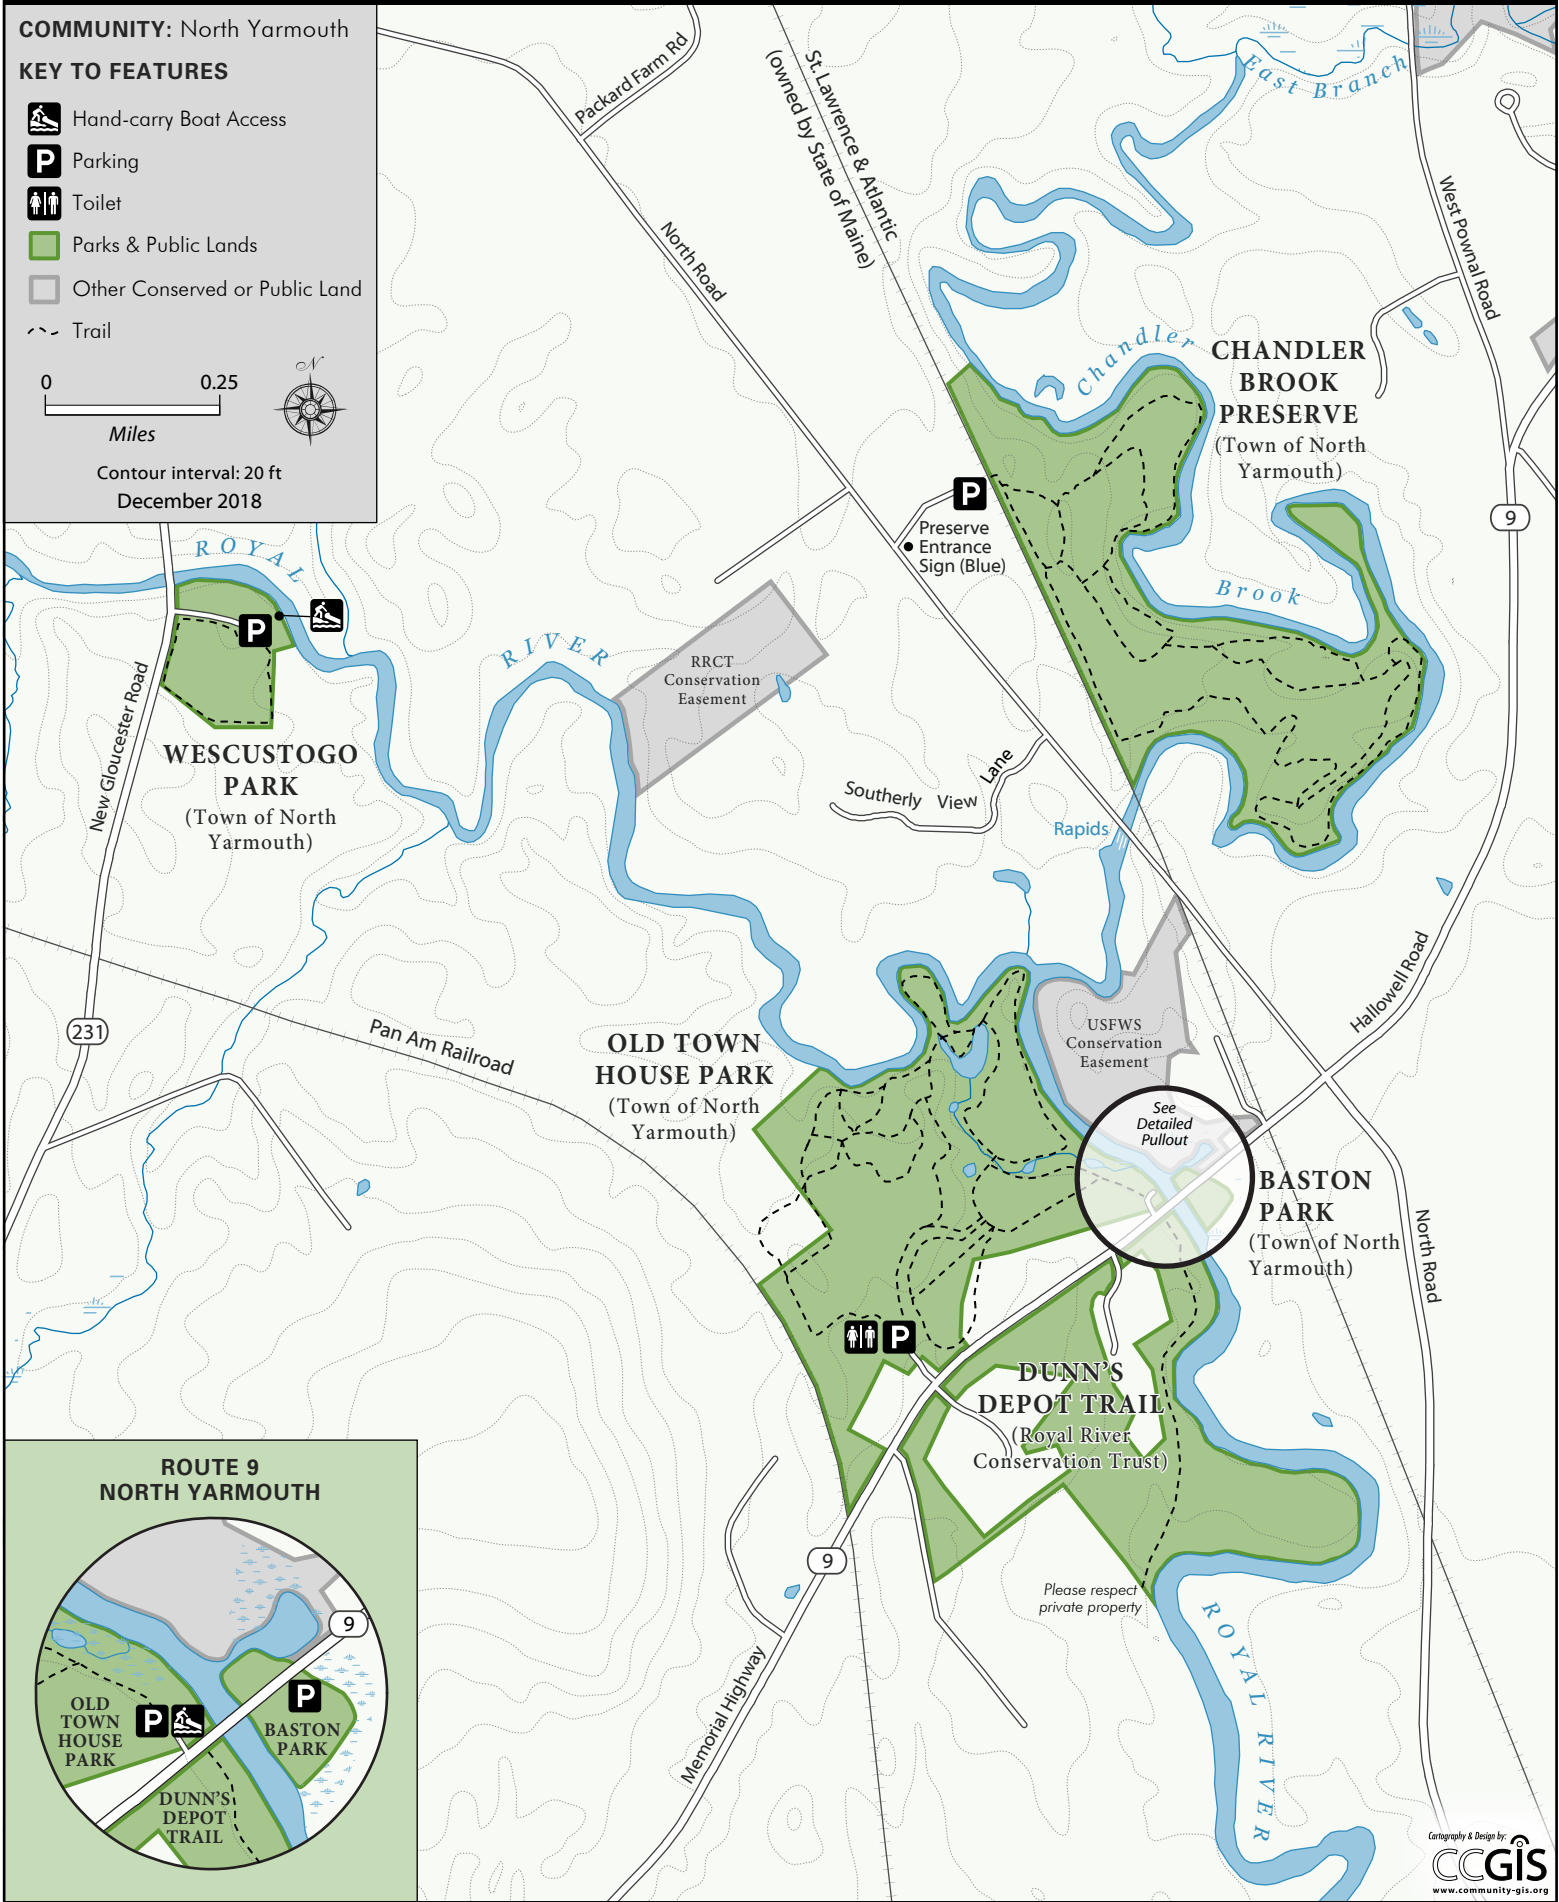 COMMUNITY: North Yarmouth
KEY TO FEATURES
Hand-carry Boat Access
P
Parking
Toilet
Parks & Public Lands
Other Conserved or Public Land
Trail
0 0.25
Miles
N
Contour interval: 20 ft
December 2018
Packard Farm Rd
St. Lawrence & Atlantic
(owned by State of Maine)
East Branch
North Road
West Pownal Road
Chandler
CHANDLER
BROOK
PRESERVE
(Town of North
Yarmouth)
P
Preserve
Entrance
Sign (Blue)
9
Brook
ROYAL
P
RIVER
RRCT
Conservation
Easement
New Gloucester Road
WESCUSTOGO
PARK
(Town of North
Yarmouth)
Southerly View Lane
Rapids
Hallowell Road
231
Pan Am Railroad
OLD TOWN
HOUSE PARK
(Town of North
Yarmouth)
USFWS
Conservation
Easement
See
Detailed
Pullout
BASTON
PARK
(Town of North
Yarmouth)
North Road
P
DUNN'S
DEPOT TRAIL
(Royal River
Conservation Trust)
9
Please respect
private property
Memorial Highway
ROYAL RIVER
ROUTE 9
NORTH YARMOUTH
9
P
OLD
TOWN
HOUSE
PARK
P
BASTON
PARK
DUNN'S
DEPOT
TRAIL
Cartography & Design by:
CCGIS
www.community-gis.org